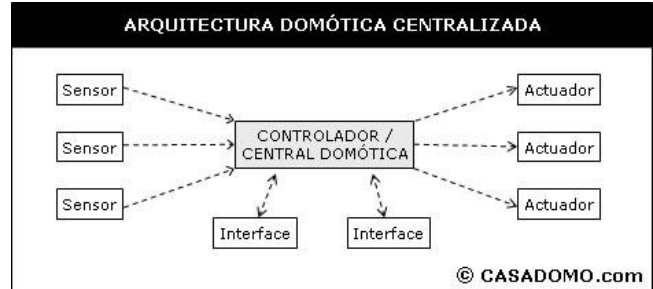 ARQUITECTURA DOMÓTICA CENTRALIZADA
Sensor
Actuador
CONTROLADOR /
CENTRAL DOMÓTICA
Sensor
Actuador
Sensor
Actuador
Interface
Interface
© CASADOMO.com